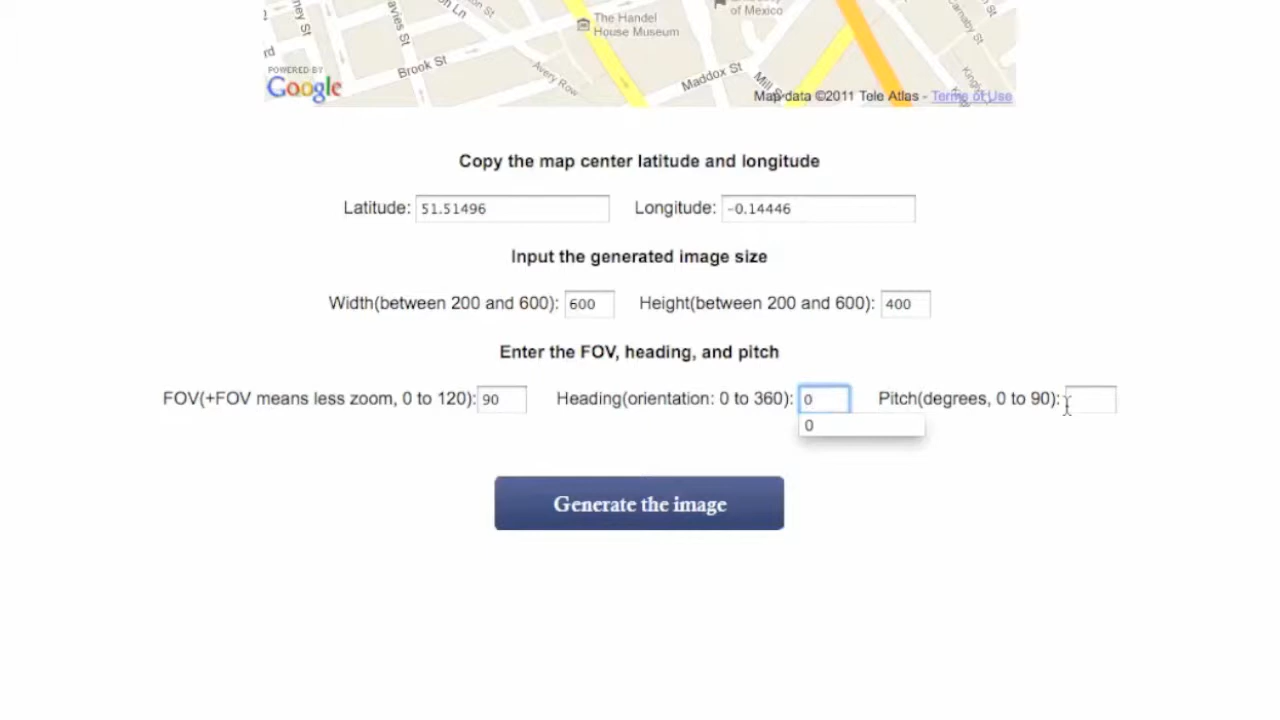 of Mexico
The Handel
House Museum
Brook St
Avery Row
Maddox St
POWERED BY
Google
Map data ©2011 Tele Atlas - Terms of Use
Copy the map center latitude and longitude
Latitude: 51.51496 Longitude: -0.14446
Input the generated image size
Width(between 200 and 600): 600 Height(between 200 and 600): 400
Enter the FOV, heading, and pitch
FOV(+FOV means less zoom, 0 to 120): 90 Heading(orientation: 0 to 360): 0 Pitch(degrees, 0 to 90):
0
Generate the image